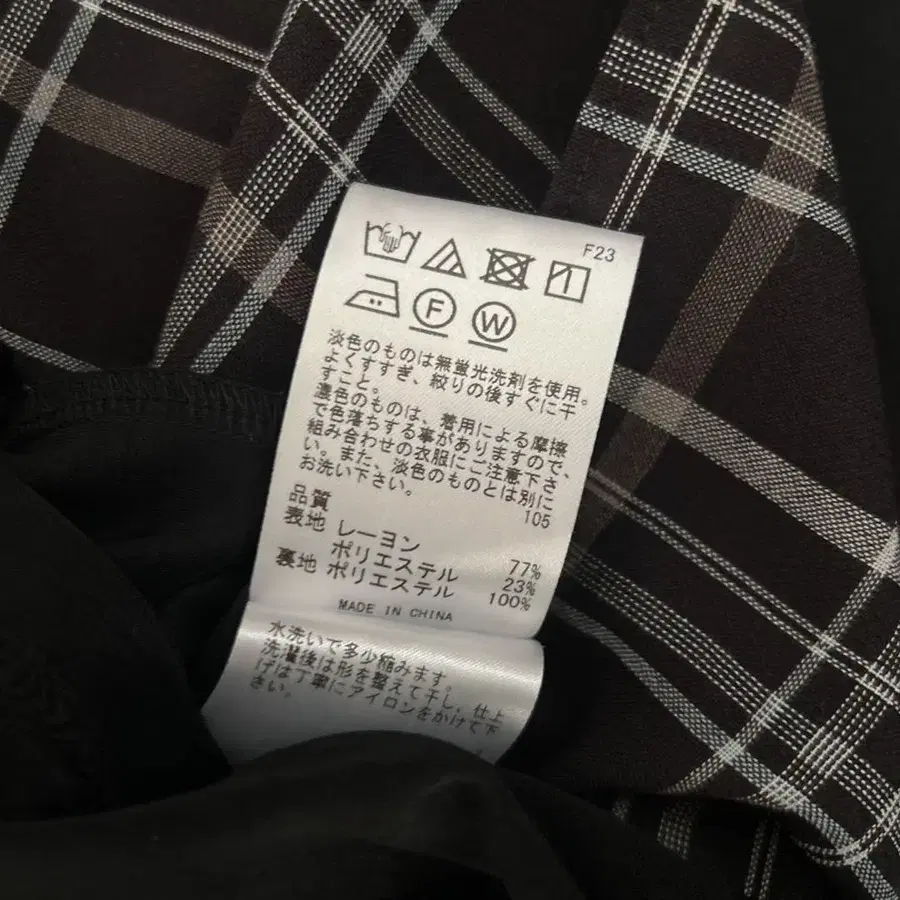 F23
F W
淡色のものは無蛍光洗剤を使用。
よくすすぎ、絞りの後すぐに干
すこと。
濃色のものは、着用による摩擦
で色落ちする事がありますので、
組み合わせの衣服にご注意下さ
い。また、淡色のものとは別に
お洗い下さい。
105
品質
表地 レーヨン 77%
ポリエステル 23%
裏地 ポリエステル 100%
MADE IN CHINA
水洗いで多少縮みます。
洗濯後は形を整えて干し、仕上
げは丁寧にアイロンをかけて下
さい。